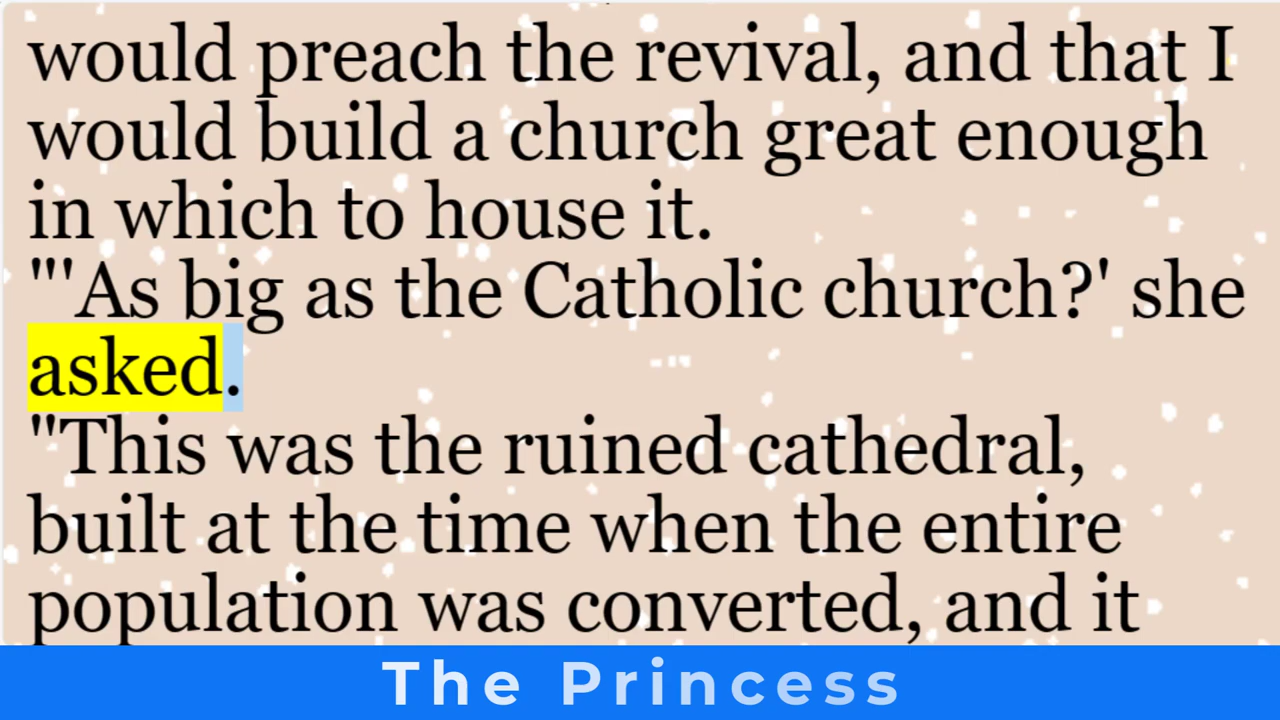 would preach the revival, and that I
would build a church great enough
in which to house it.
"'As big as the Catholic church?' she
asked.
"This was the ruined cathedral,
built at the time when the entire
population was converted, and it
The Princess